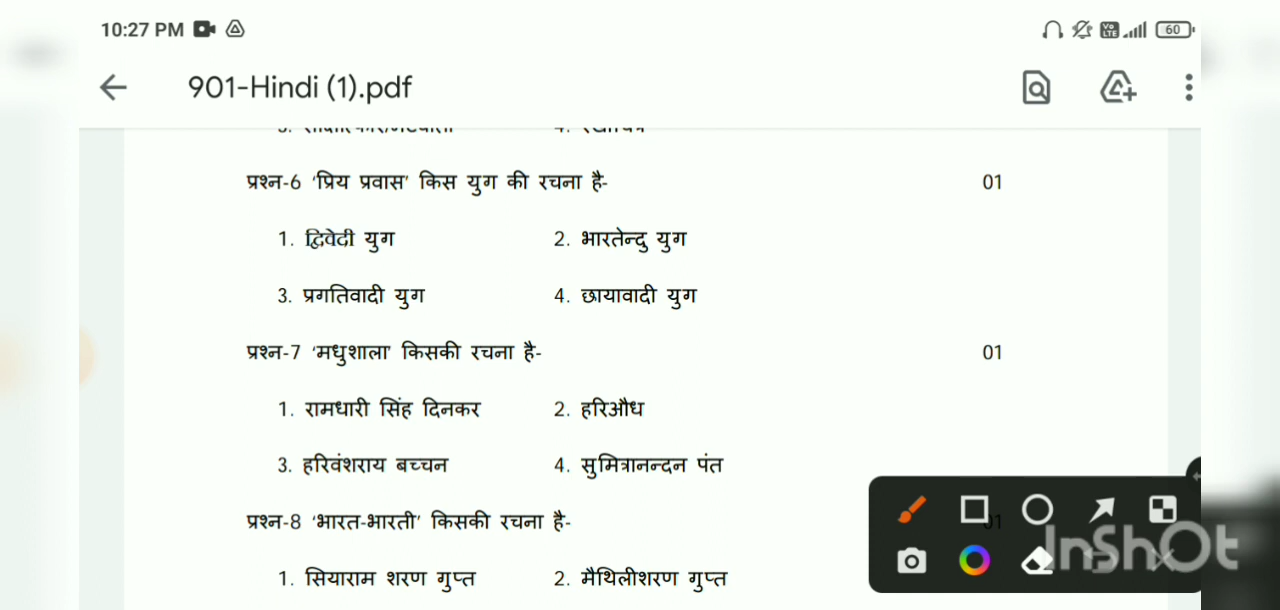 10:27 PM 60
901-Hindi (1).pdf
प्रश्न-6 'प्रिय प्रवास' किस युग की रचना है- 01
1. द्विवेदी युग 2. भारतेन्दु युग
3. प्रगतिवादी युग 4. छायावादी युग
प्रश्न-7 'मधुशाला' किसकी रचना है- 01
1. रामधारी सिंह दिनकर 2. हरिऔध
3. हरिवंशराय बच्चन 4. सुमित्रानन्दन पंत
प्रश्न-8 'भारत-भारती' किसकी रचना है- 01
1. सियाराम शरण गुप्त 2. मैथिलीशरण गुप्त
InShOt